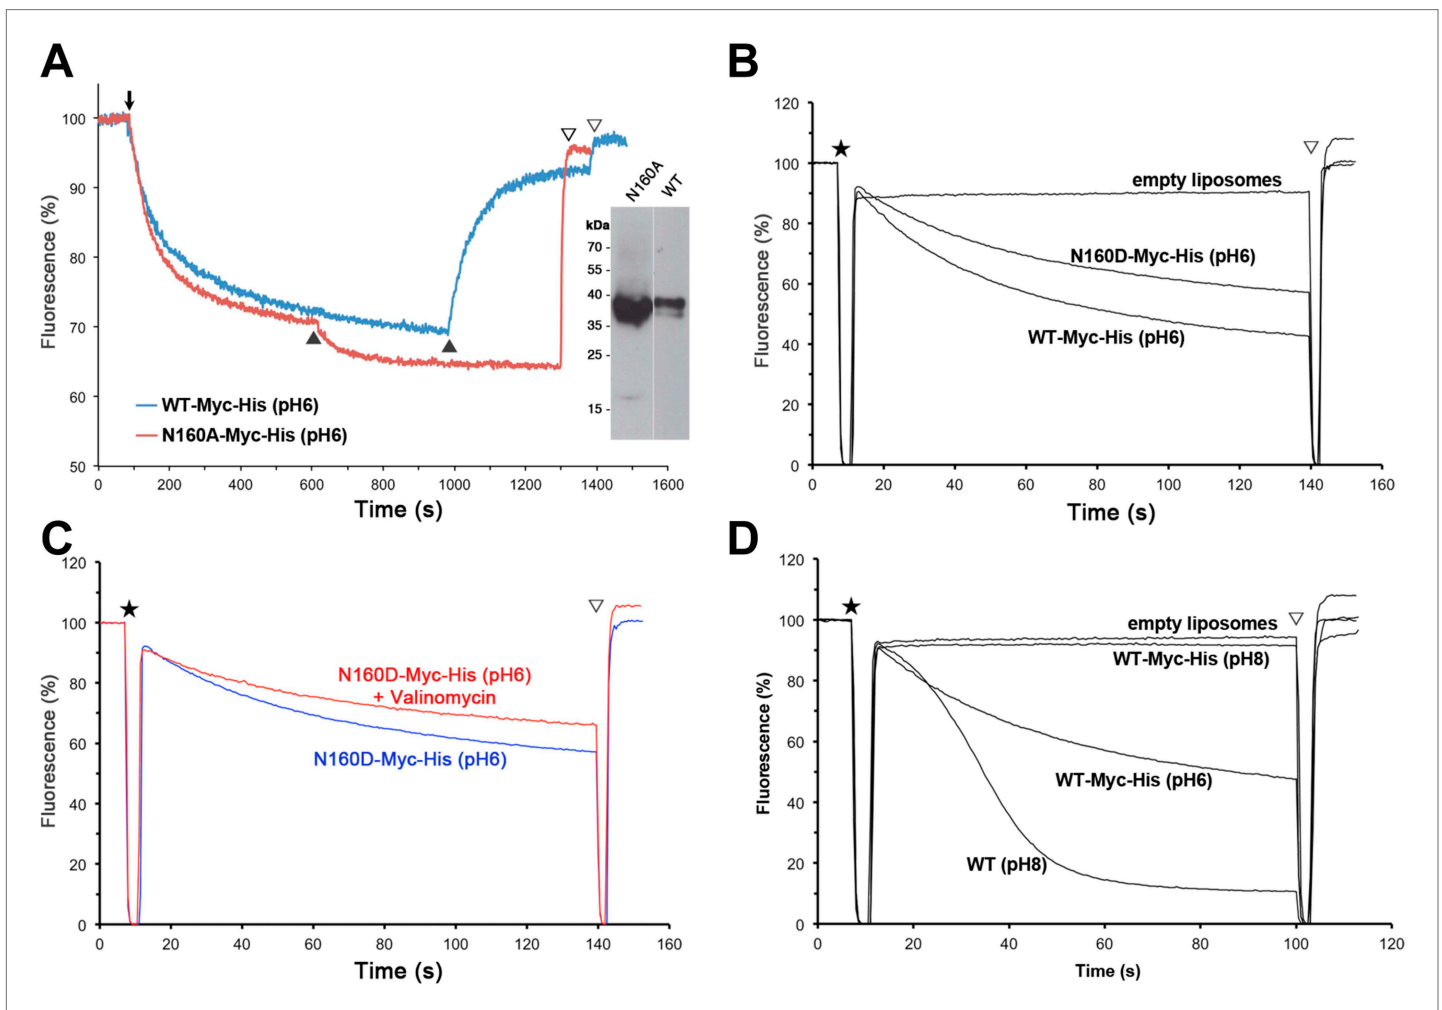 A
100
90
80
70
60
50
Fluorescence (%)
0
200
400
600
800
1000
1200
1400
1600
Time (s)
WT-Myc-His (pH6)
N160A-Myc-His (pH6)
N160A
WT
kDa
70 -
55 -
40 -
35 -
25 -
15 -
B
120
100
80
60
40
20
0
Fluorescence (%)
empty liposomes
N160D-Myc-His (pH6)
WT-Myc-His (pH6)
0
20
40
60
80
100
120
140
160
Time (s)
C
120
100
80
60
40
20
0
Fluorescence (%)
N160D-Myc-His (pH6)
+ Valinomycin
N160D-Myc-His (pH6)
0
20
40
60
80
100
120
140
160
Time (s)
D
120
100
80
60
40
20
0
Fluorescence (%)
empty liposomes
WT-Myc-His (pH8)
WT-Myc-His (pH6)
WT (pH8)
0
20
40
60
80
100
120
Time (s)